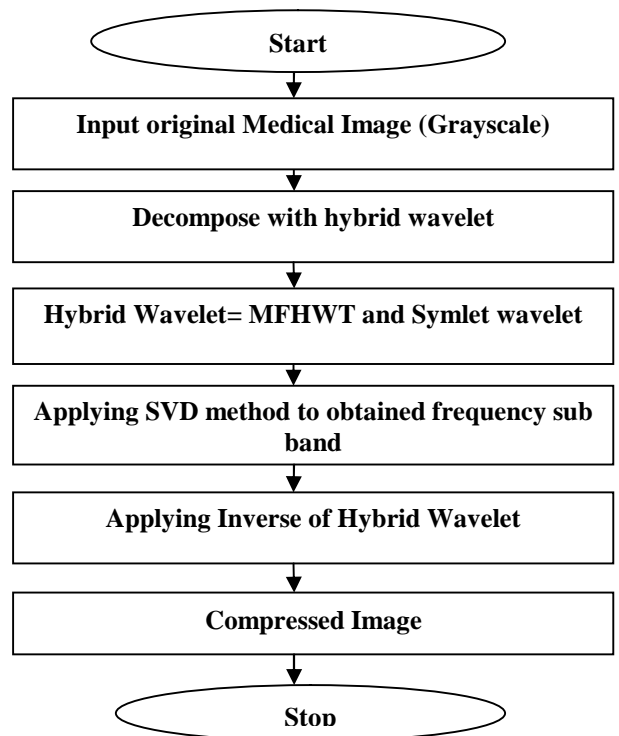 Start
Input original Medical Image (Grayscale)
Decompose with hybrid wavelet
Hybrid Wavelet= MFHWT and Symlet wavelet
Applying SVD method to obtained frequency sub
band
Applying Inverse of Hybrid Wavelet
Compressed Image
Stop